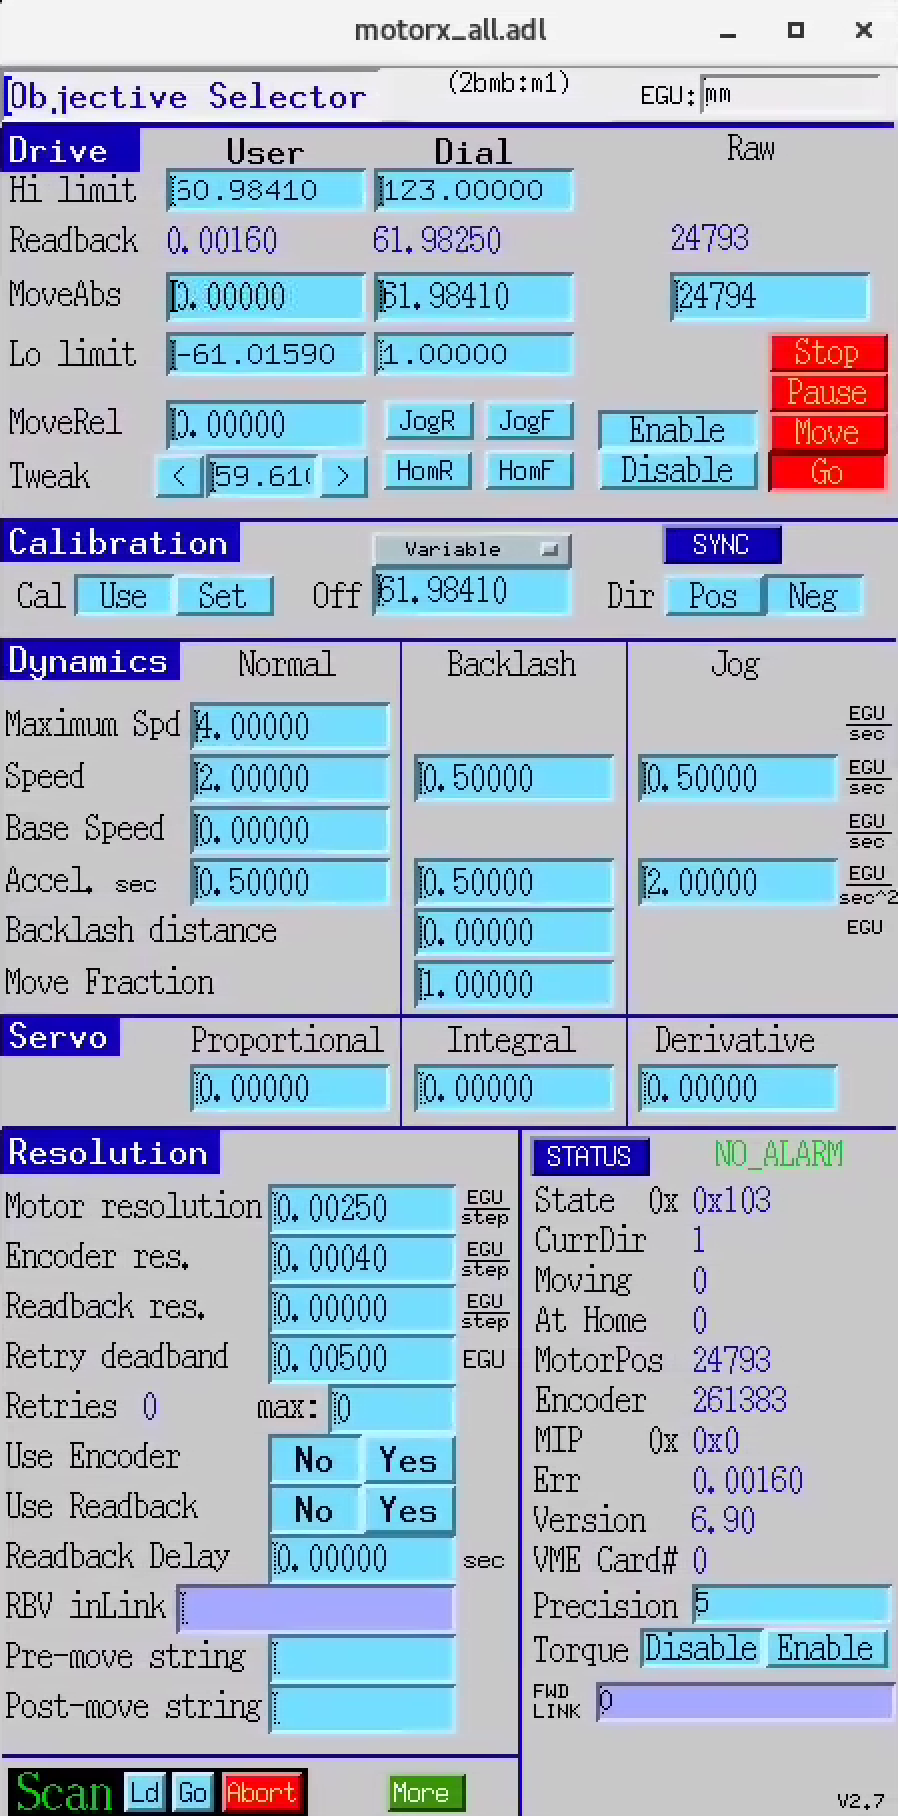 motorx_all.adl
Objective Selector (2bmb:m1) EGU: mm
Drive User Dial Raw
Hi limit 60.98410 123.00000
Readback 0.00160 61.98250 24793
MoveAbs 0.00000 61.98410 24794
Lo limit -61.01590 1.00000 Stop
Pause
MoveRel 0.00000 JogR JogF Enable Move
Tweak < 59.61 > HomR HomF Disable Go
Calibration Variable SYNC
Cal Use Set Off 61.98410 Dir Pos Neg
Dynamics Normal Backlash Jog
Maximum Spd 4.00000 EGU/sec
Speed 2.00000 0.50000 0.50000 EGU/sec
Base Speed 0.00000 EGU/sec
Accel. sec 0.50000 0.50000 2.00000 EGU/sec^2
Backlash distance 0.00000 EGU
Move Fraction 1.00000
Servo Proportional Integral Derivative
0.00000 0.00000 0.00000
Resolution
Motor resolution 0.00250 EGU/step
Encoder res. 0.00040 EGU/step
Readback res. 0.00000 EGU/step
Retry deadband 0.00500 EGU
Retries 0 max: 0
Use Encoder No Yes
Use Readback No Yes
Readback Delay 0.00000 sec
RBV inLink
Pre-move string
Post-move string
STATUS NO_ALARM
State 0x 0x103
CurrDir 1
Moving 0
At Home 0
MotorPos 24793
Encoder 261383
MIP 0x 0x0
Err 0.00160
Version 6.90
VME Card# 0
Precision 5
Torque Disable Enable
FWD LINK 0
Scan Ld Go Abort More
V2.7